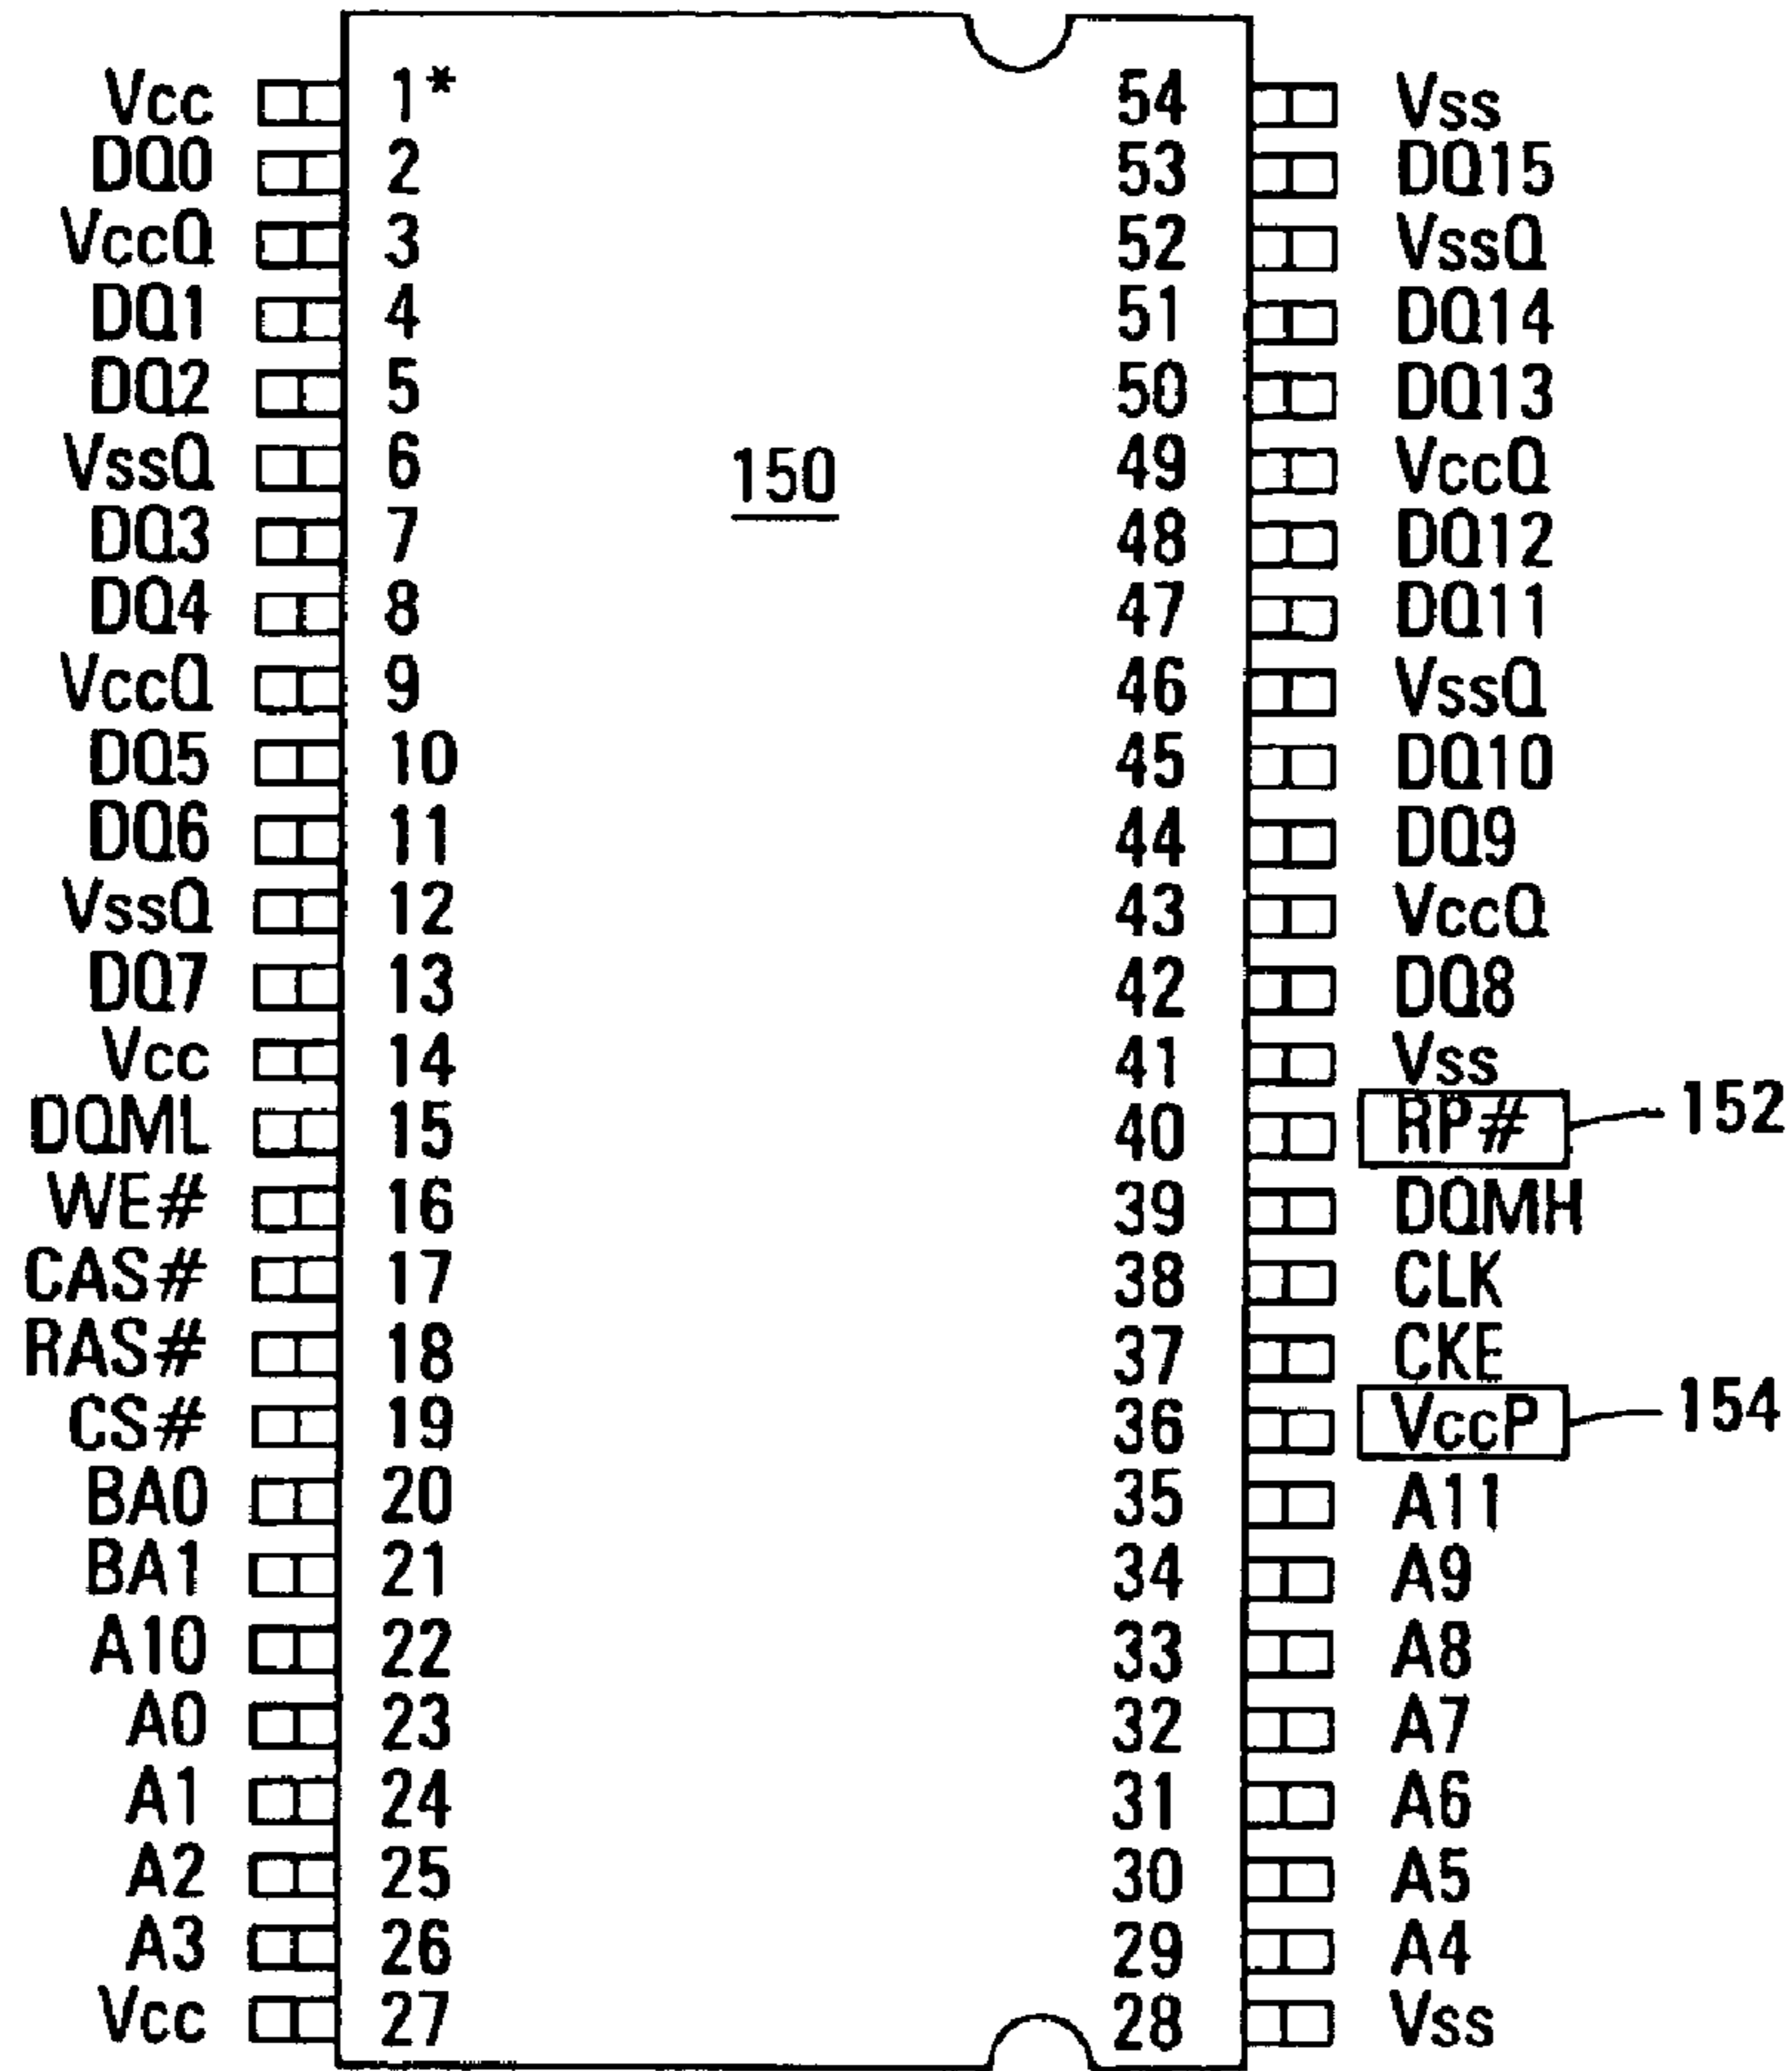 Vcc 1* 54 Vss
DQ0 2 53 DQ15
VccQ 3 52 VssQ
DQ1 4 51 DQ14
DQ2 5 50 DQ13
VssQ 6 150 49 VccQ
DQ3 7 48 DQ12
DQ4 8 47 DQ11
VccQ 9 46 VssQ
DQ5 10 45 DQ10
DQ6 11 44 DQ9
VssQ 12 43 VccQ
DQ7 13 42 DQ8
Vcc 14 41 Vss
DQML 15 40 RP# 152
WE# 16 39 DQMH
CAS# 17 38 CLK
RAS# 18 37 CKE
CS# 19 36 VccP 154
BA0 20 35 A11
BA1 21 34 A9
A10 22 33 A8
A0 23 32 A7
A1 24 31 A6
A2 25 30 A5
A3 26 29 A4
Vcc 27 28 Vss